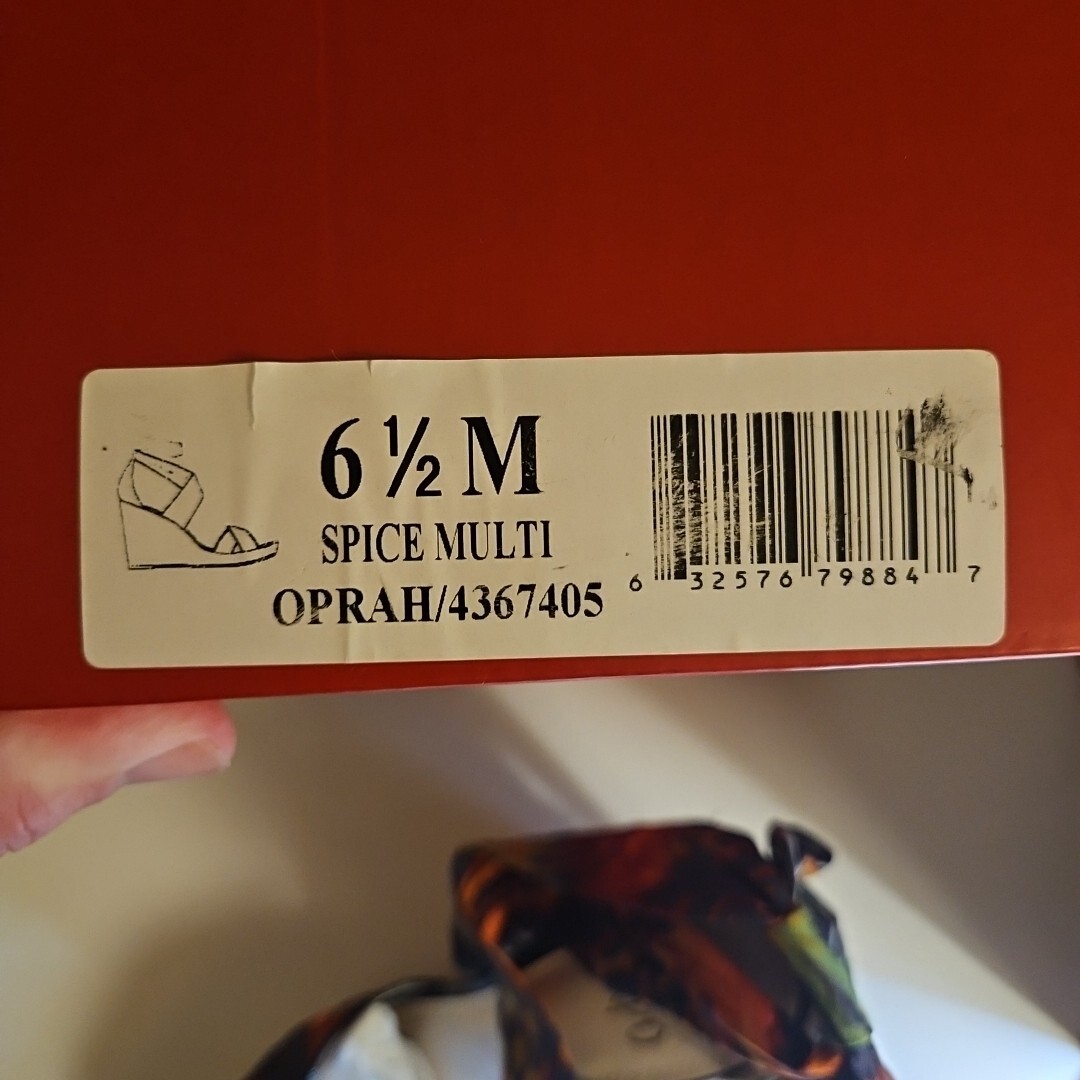 6 ½ M
SPICE MULTI
OPRAH/4367405
6 32576 79884 7